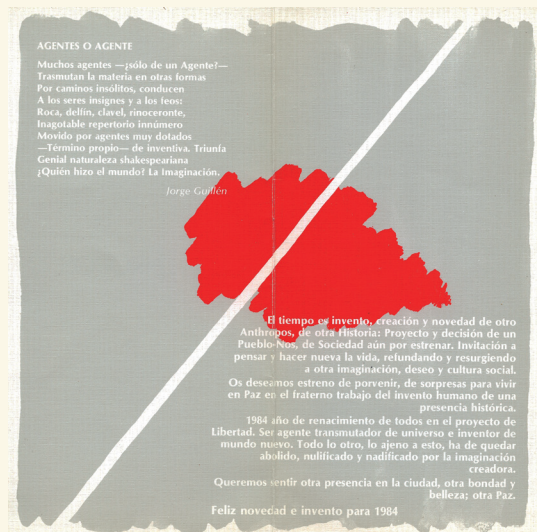 AGENTES O AGENTE
Muchos agentes —¿sólo de un Agente?—
Trasmutan la materia en otras formas
Por caminos insólitos, conducen
A los seres insignes y a los feos:
Roca, delfín, clavel, rinoceronte,
Inagotable repertorio innúmero
Movido por agentes muy dotados
—Término propio— de inventiva. Triunfa
Genial naturaleza shakespeariana
¿Quién hizo el mundo? La Imaginación.
Jorge Guillén
El tiempo es invento, creación y novedad de otro
Anthropos, de otra Historia: Proyecto y decisión de un
Pueblo-Nos, de Sociedad aún por estrenar. Invitación a
pensar y hacer nueva la vida, refundando y resurgiendo
a otra imaginación, deseo y cultura social.
Os deseamos estreno de porvenir, de sorpresas para vivir
en Paz en el fraterno trabajo del invento humano de una
presencia histórica.
1984 año de renacimiento de todos en el proyecto de
Libertad. Ser agente transmutador de universo e inventor de
mundo nuevo. Todo lo otro, lo ajeno a esto, ha de quedar
abolido, nulificado y nadificado por la imaginación
creadora.
Queremos sentir otra presencia en la ciudad, otra bondad y
belleza; otra Paz.
Feliz novedad e invento para 1984